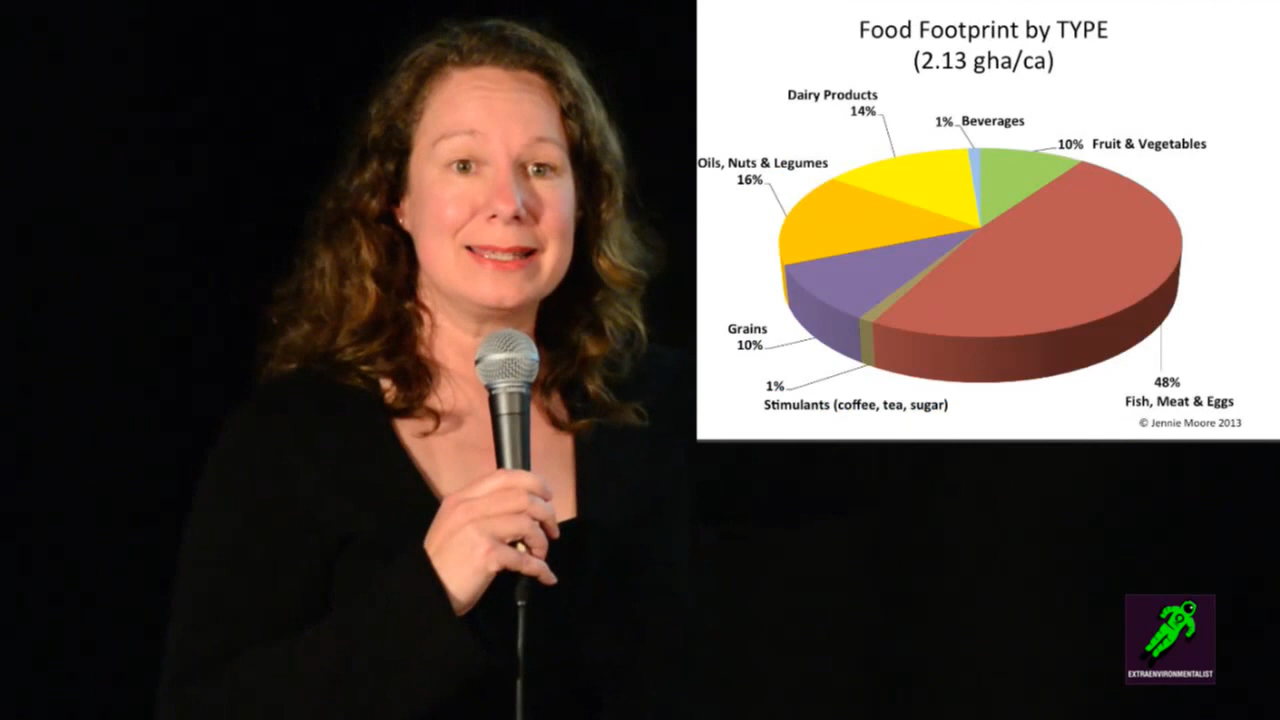 Food Footprint by TYPE
(2.13 gha/ca)
Dairy Products
14%
1% Beverages
10% Fruit & Vegetables
Oils, Nuts & Legumes
16%
Grains
10%
1%
Stimulants (coffee, tea, sugar)
48%
Fish, Meat & Eggs
© Jennie Moore 2013
EXTRAENVIRONMENTALIST